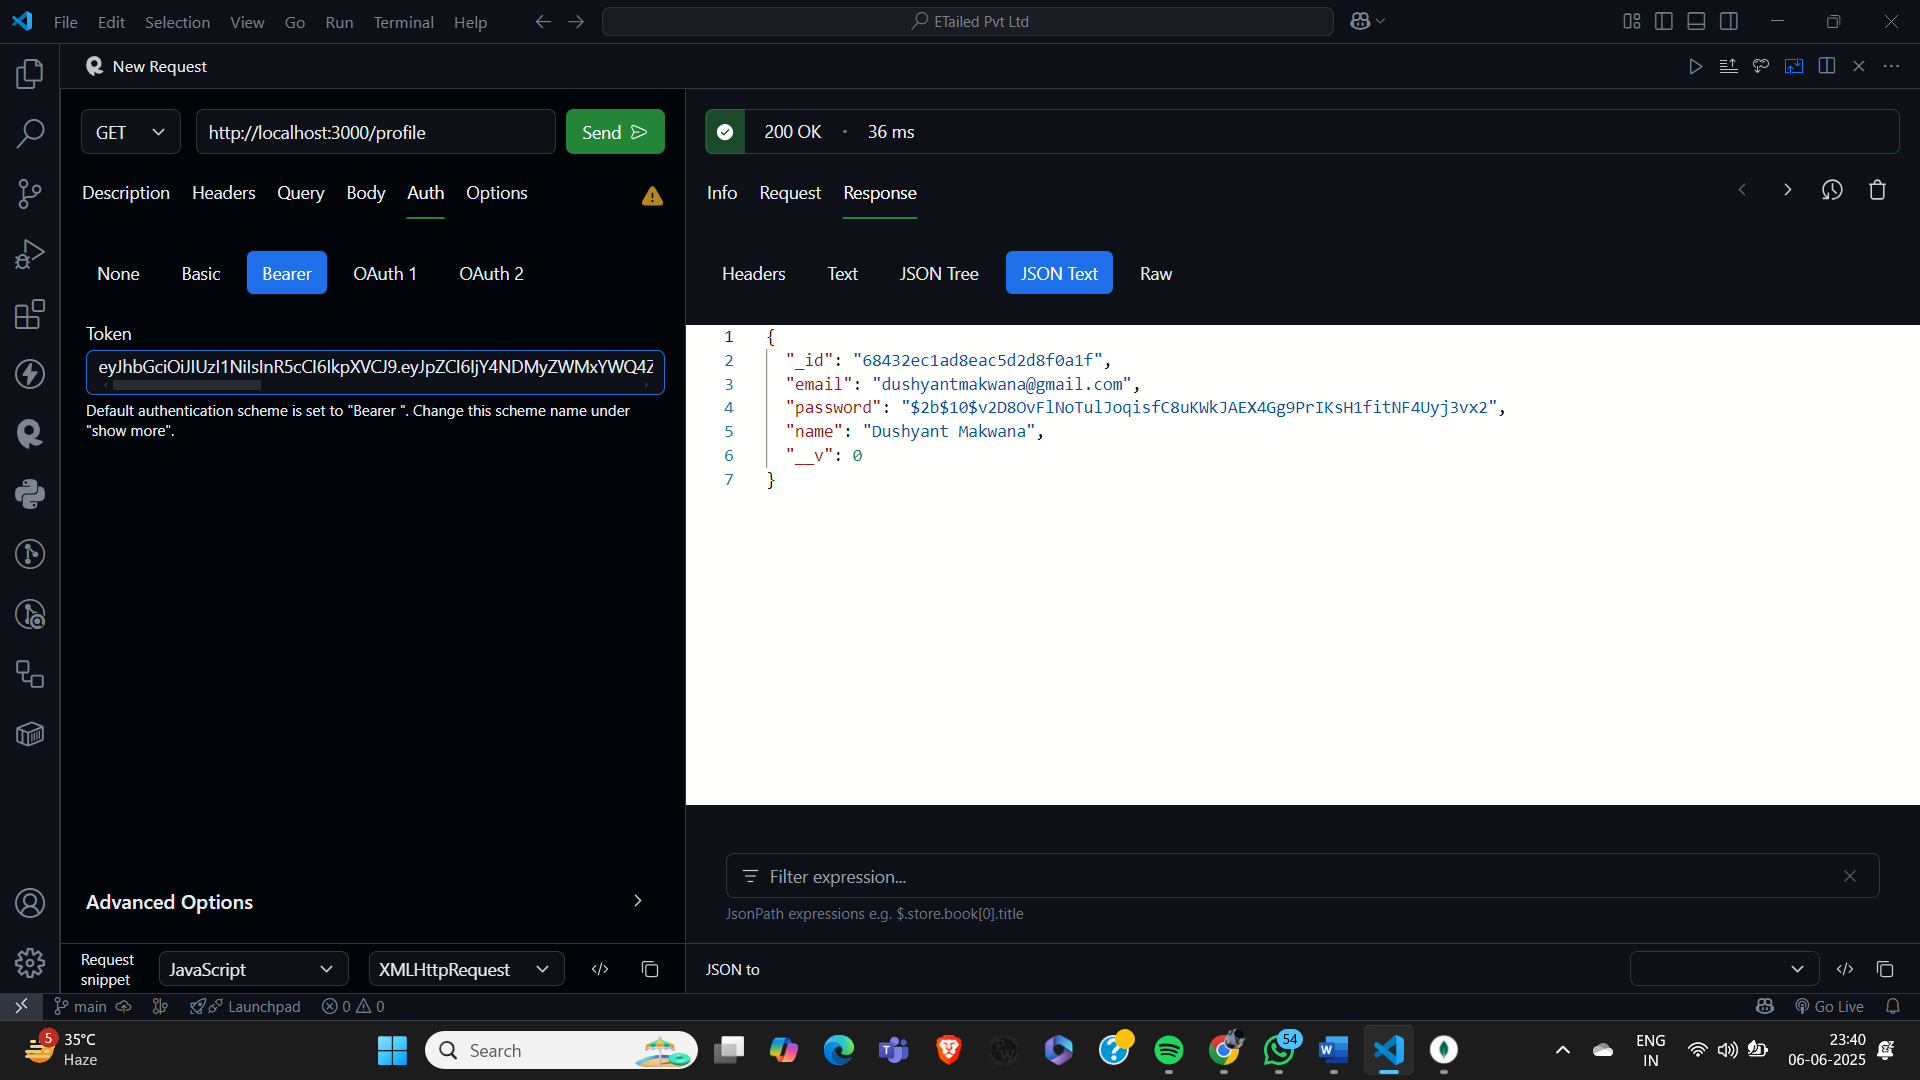 File Edit Selection View Go Run Terminal Help
ETailed Pvt Ltd
New Request
GET
http://localhost:3000/profile
Send
Description Headers Query Body Auth Options
None Basic Bearer OAuth 1 OAuth 2
Token
Default authentication scheme is set to "Bearer ". Change this scheme name under
"show more".
Advanced Options
Request
snippet
JavaScript
XMLHttpRequest
200 OK · 36 ms
Info Request Response
Headers Text JSON Tree JSON Text Raw
1 {
2 "_id": "68432ec1ad8eac5d2d8f0a1f",
3 "email": "dushyantmakwana@gmail.com",
4 "password": "$2b$10$v2D8OvFlNoTulJoqisfC8uKWkJAEX4Gg9PrIKsH1fitNF4Uyj3vx2",
5 "name": "Dushyant Makwana",
6 "__v": 0
7 }
Filter expression...
JsonPath expressions e.g. $.store.book[0].title
JSON to
main
Launchpad
0 0
Go Live
5
35°C
Haze
Search
54
ENG
IN
23:40
06-06-2025